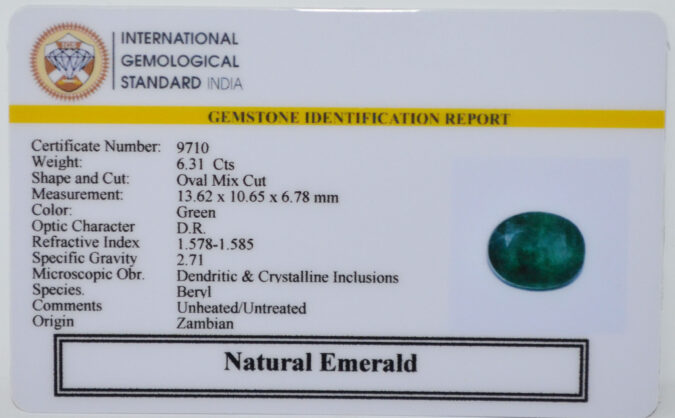 INTERNATIONAL
GEMOLOGICAL
STANDARD INDIA
GEMSTONE IDENTIFICATION REPORT
Certificate Number: 9710
Weight: 6.31 Cts
Shape and Cut: Oval Mix Cut
Measurement: 13.62 x 10.65 x 6.78 mm
Color: Green
Optic Character D.R.
Refractive Index 1.578-1.585
Specific Gravity 2.71
Microscopic Obr. Dendritic & Crystalline Inclusions
Species. Beryl
Comments Unheated/Untreated
Origin Zambian
Natural Emerald